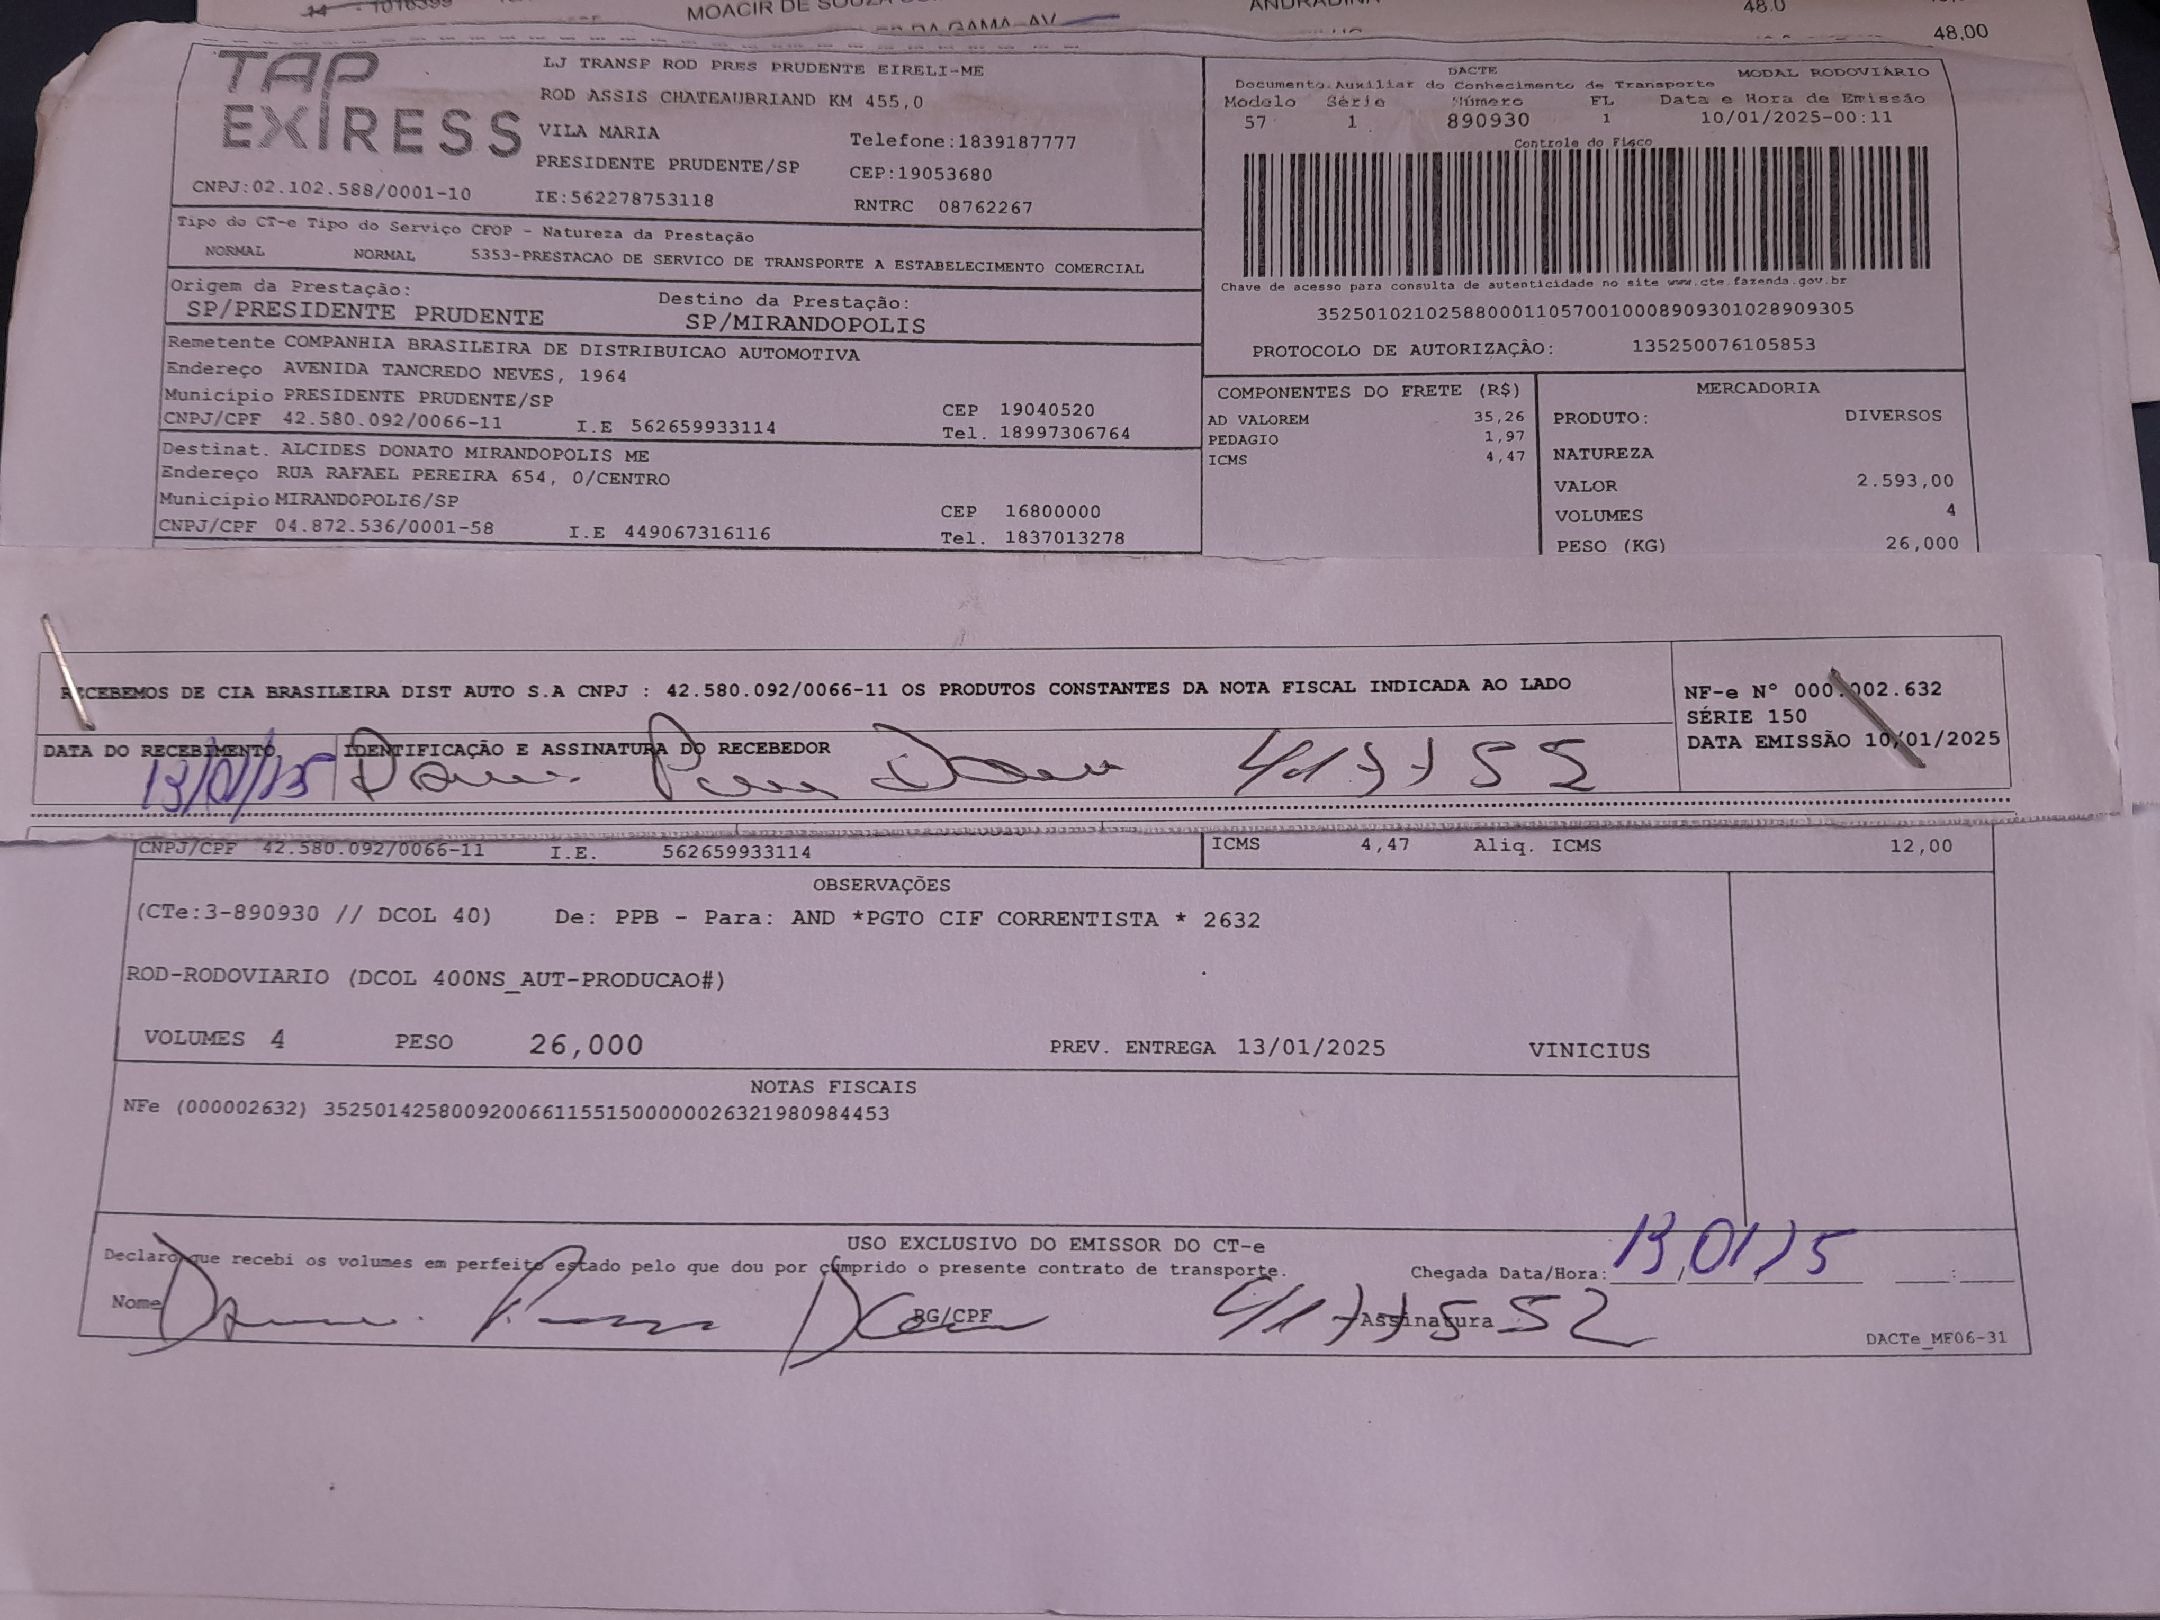 MOACIR DE
ANDRADINA
48.0
48,00
TAP
EXIRESS
LJ TRANSP ROD PRES PRUDENTE EIRELI-ME
ROD ASSIS CHATEAUBRIAND KM 455,0
VILA MARIA
Telefone:1839187777
PRESIDENTE PRUDENTE/SP
CEP:19053680
CNPJ:02.102.588/0001-10
IE:562278753118
RNTRC 08762267
DACTE
MODAL RODOVIÁRIO
Documento Auxiliar do Conhecimento de Transporte
Modelo Série Número FL Data e Hora de Emissão
57 1 890930 1 10/01/2025-00:11
Controle do Fisco
Chave de acesso para consulta de autenticidade no site www.cte.fazenda.gov.br
35250102102588000110570010008909301028909305
PROTOCOLO DE AUTORIZAÇÃO: 135250076105853
Tipo do CT-e Tipo do Serviço CFOP - Natureza da Prestação
NORMAL NORMAL 5353-PRESTACAO DE SERVICO DE TRANSPORTE A ESTABELECIMENTO COMERCIAL
Origem da Prestação: Destino da Prestação:
SP/PRESIDENTE PRUDENTE SP/MIRANDOPOLIS
Remetente COMPANHIA BRASILEIRA DE DISTRIBUICAO AUTOMOTIVA
Endereço AVENIDA TANCREDO NEVES, 1964
Município PRESIDENTE PRUDENTE/SP CEP 19040520
CNPJ/CPF 42.580.092/0066-11 I.E 562659933114 Tel. 18997306764
Destinat. ALCIDES DONATO MIRANDOPOLIS ME
Endereço RUA RAFAEL PEREIRA 654, 0/CENTRO
Município MIRANDOPOLIS/SP CEP 16800000
CNPJ/CPF 04.872.536/0001-58 I.E 449067316116 Tel. 1837013278
COMPONENTES DO FRETE (R$)
AD VALOREM 35,26
PEDAGIO 1,97
ICMS 4,47
MERCADORIA
PRODUTO: DIVERSOS
NATUREZA
VALOR 2.593,00
VOLUMES 4
PESO (KG) 26,000
RECEBEMOS DE CIA BRASILEIRA DIST AUTO S.A CNPJ : 42.580.092/0066-11 OS PRODUTOS CONSTANTES DA NOTA FISCAL INDICADA AO LADO
NF-e N° 000.002.632
SÉRIE 150
DATA EMISSÃO 10/01/2025
DATA DO RECEBIMENTO IDENTIFICAÇÃO E ASSINATURA DO RECEBEDOR
13/01/25
CNPJ/CPF 42.580.092/0066-11 I.E. 562659933114
ICMS 4,47 Aliq. ICMS 12,00
OBSERVAÇÕES
(CTe:3-890930 // DCOL 40) De: PPB - Para: AND *PGTO CIF CORRENTISTA * 2632
ROD-RODOVIARIO (DCOL 400NS_AUT-PRODUCAO#)
VOLUMES 4 PESO 26,000 PREV. ENTREGA 13/01/2025 VINICIUS
NOTAS FISCAIS
NFe (000002632) 35250142580092006611551500000026321980984453
USO EXCLUSIVO DO EMISSOR DO CT-e
Declaro que recebi os volumes em perfeito estado pelo que dou por cumprido o presente contrato de transporte.
Chegada Data/Hora: 13/01/25
Nome RG/CPF Assinatura
DACTe_MF06-31